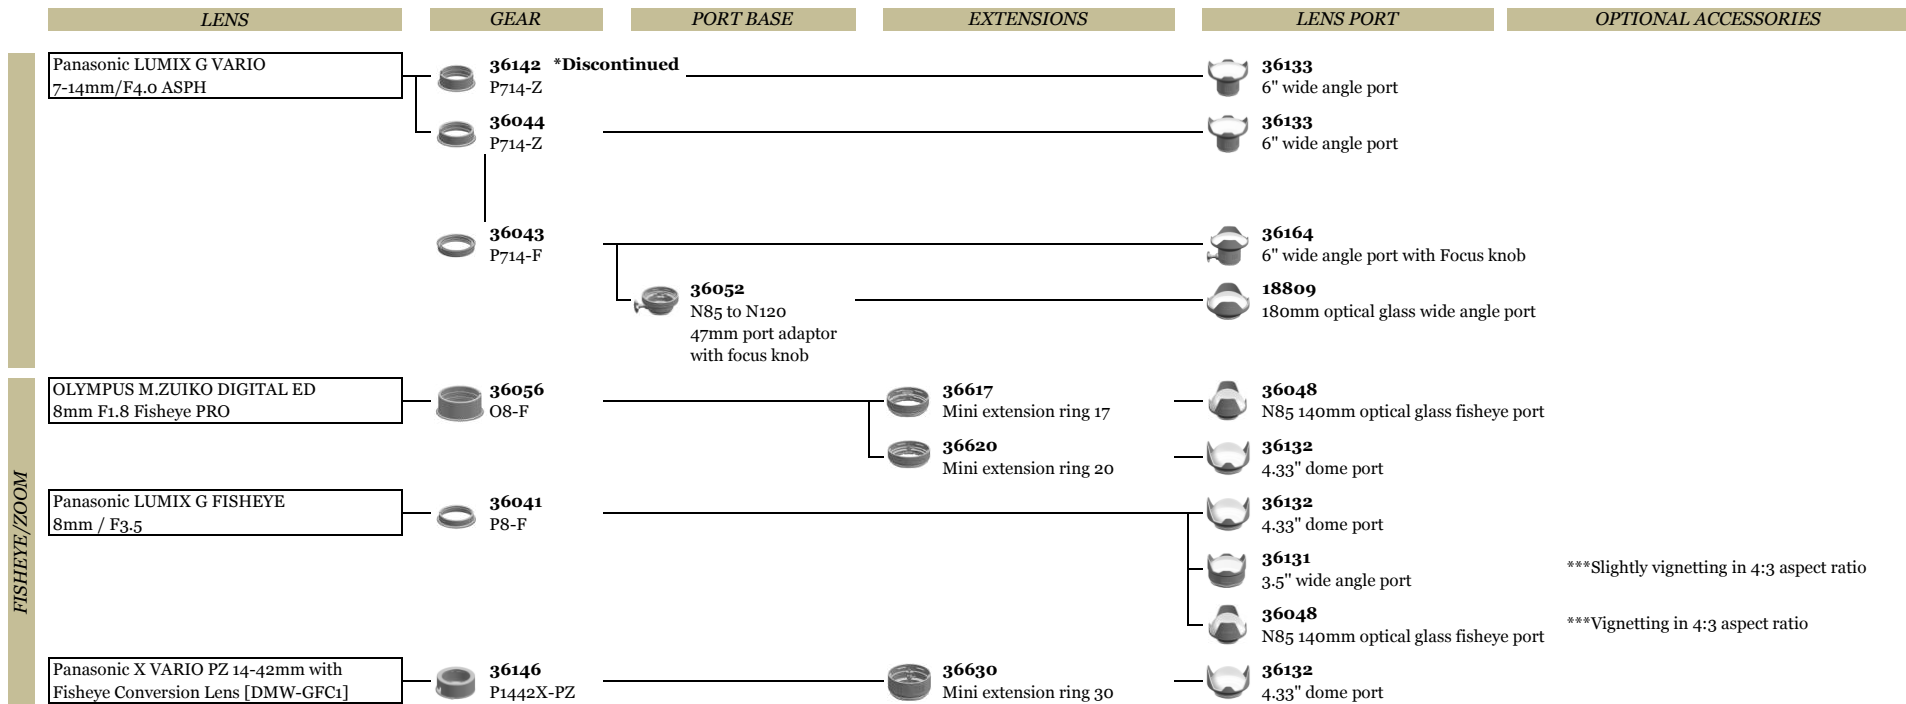 LENS GEAR PORT BASE EXTENSIONS LENS PORT OPTIONAL ACCESSORIES
Panasonic LUMIX G VARIO
7-14mm/F4.0 ASPH
36142 *Discontinued
P714-Z
36133
6" wide angle port
36044
P714-Z
36133
6" wide angle port
36043
P714-F
36164
6" wide angle port with Focus knob
36052
N85 to N120
47mm port adaptor
with focus knob
18809
180mm optical glass wide angle port
FISHEYE/ZOOM
OLYMPUS M.ZUIKO DIGITAL ED
8mm F1.8 Fisheye PRO
36056
O8-F
36617
Mini extension ring 17
36048
N85 140mm optical glass fisheye port
36620
Mini extension ring 20
36132
4.33" dome port
Panasonic LUMIX G FISHEYE
8mm / F3.5
36041
P8-F
36132
4.33" dome port
36131
3.5" wide angle port
***Slightly vignetting in 4:3 aspect ratio
36048
N85 140mm optical glass fisheye port
***Vignetting in 4:3 aspect ratio
Panasonic X VARIO PZ 14-42mm with
Fisheye Conversion Lens [DMW-GFC1]
36146
P1442X-PZ
36630
Mini extension ring 30
36132
4.33" dome port